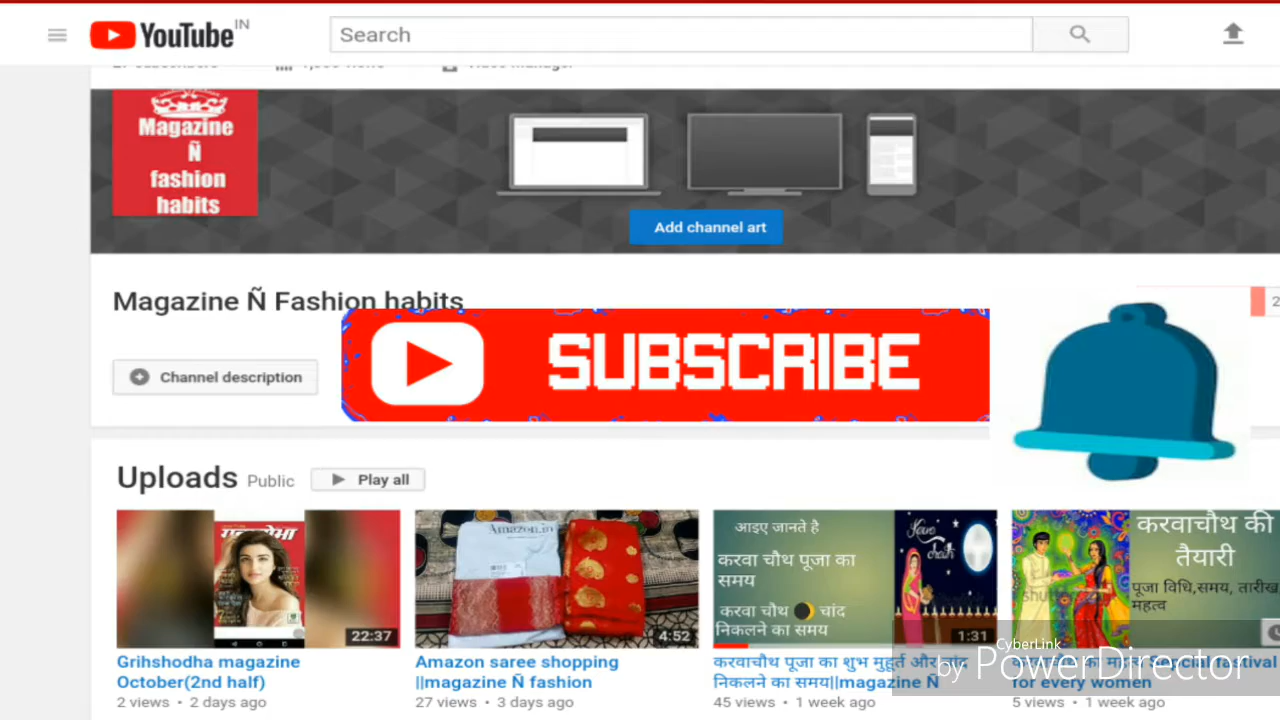 YouTube IN
Search
Magazine
Ñ
fashion
habits
Add channel art
Magazine Ñ Fashion habits
SUBSCRIBE
Channel description
Uploads Public Play all
Amazon.in
आइए जानते है
करवा चौथ पूजा का
समय
करवा चौथ चांद
निकलने का समय
करवाचौथ की
तैयारी
पूजा विधि,समय, तारीख
महत्व
22:37
4:52
1:31
Grihshodha magazine
October(2nd half)
2 views • 2 days ago
Amazon saree shopping
||magazine Ñ fashion
27 views • 3 days ago
करवाचौथ पूजा का शुभ मुहूर्त और
निकलने का समय||magazine Ñ
45 views • 1 week ago
for every women
5 views • 1 week ago
CyberLink
by PowerDirector